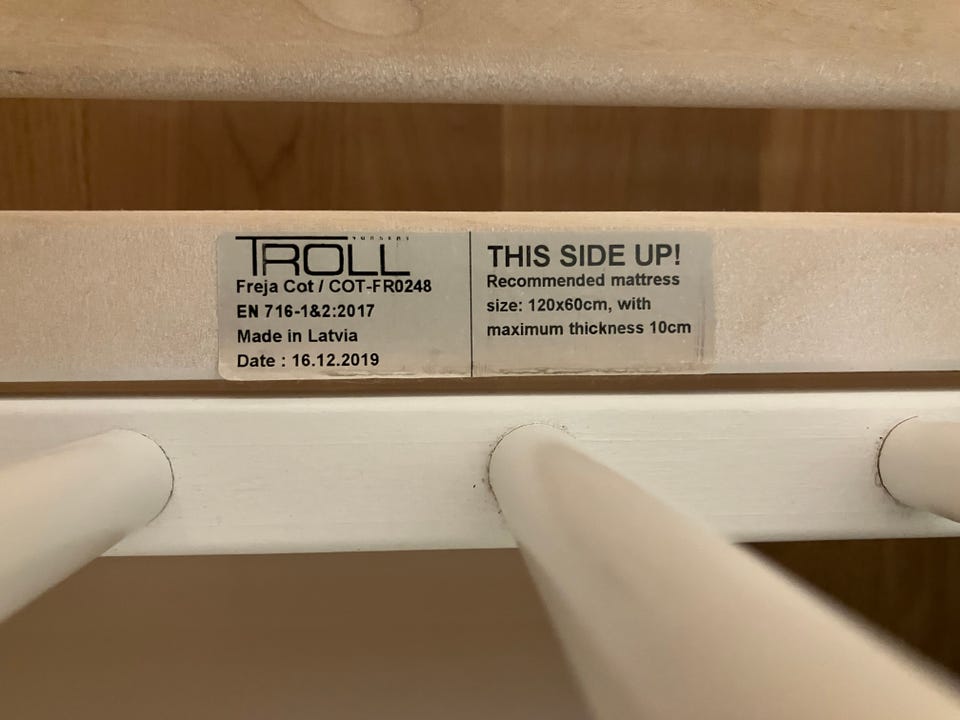 NURSERY
TROLL
Freja Cot / COT-FR0248
EN 716-1&2:2017
Made in Latvia
Date : 16.12.2019
THIS SIDE UP!
Recommended mattress
size: 120x60cm, with
maximum thickness 10cm